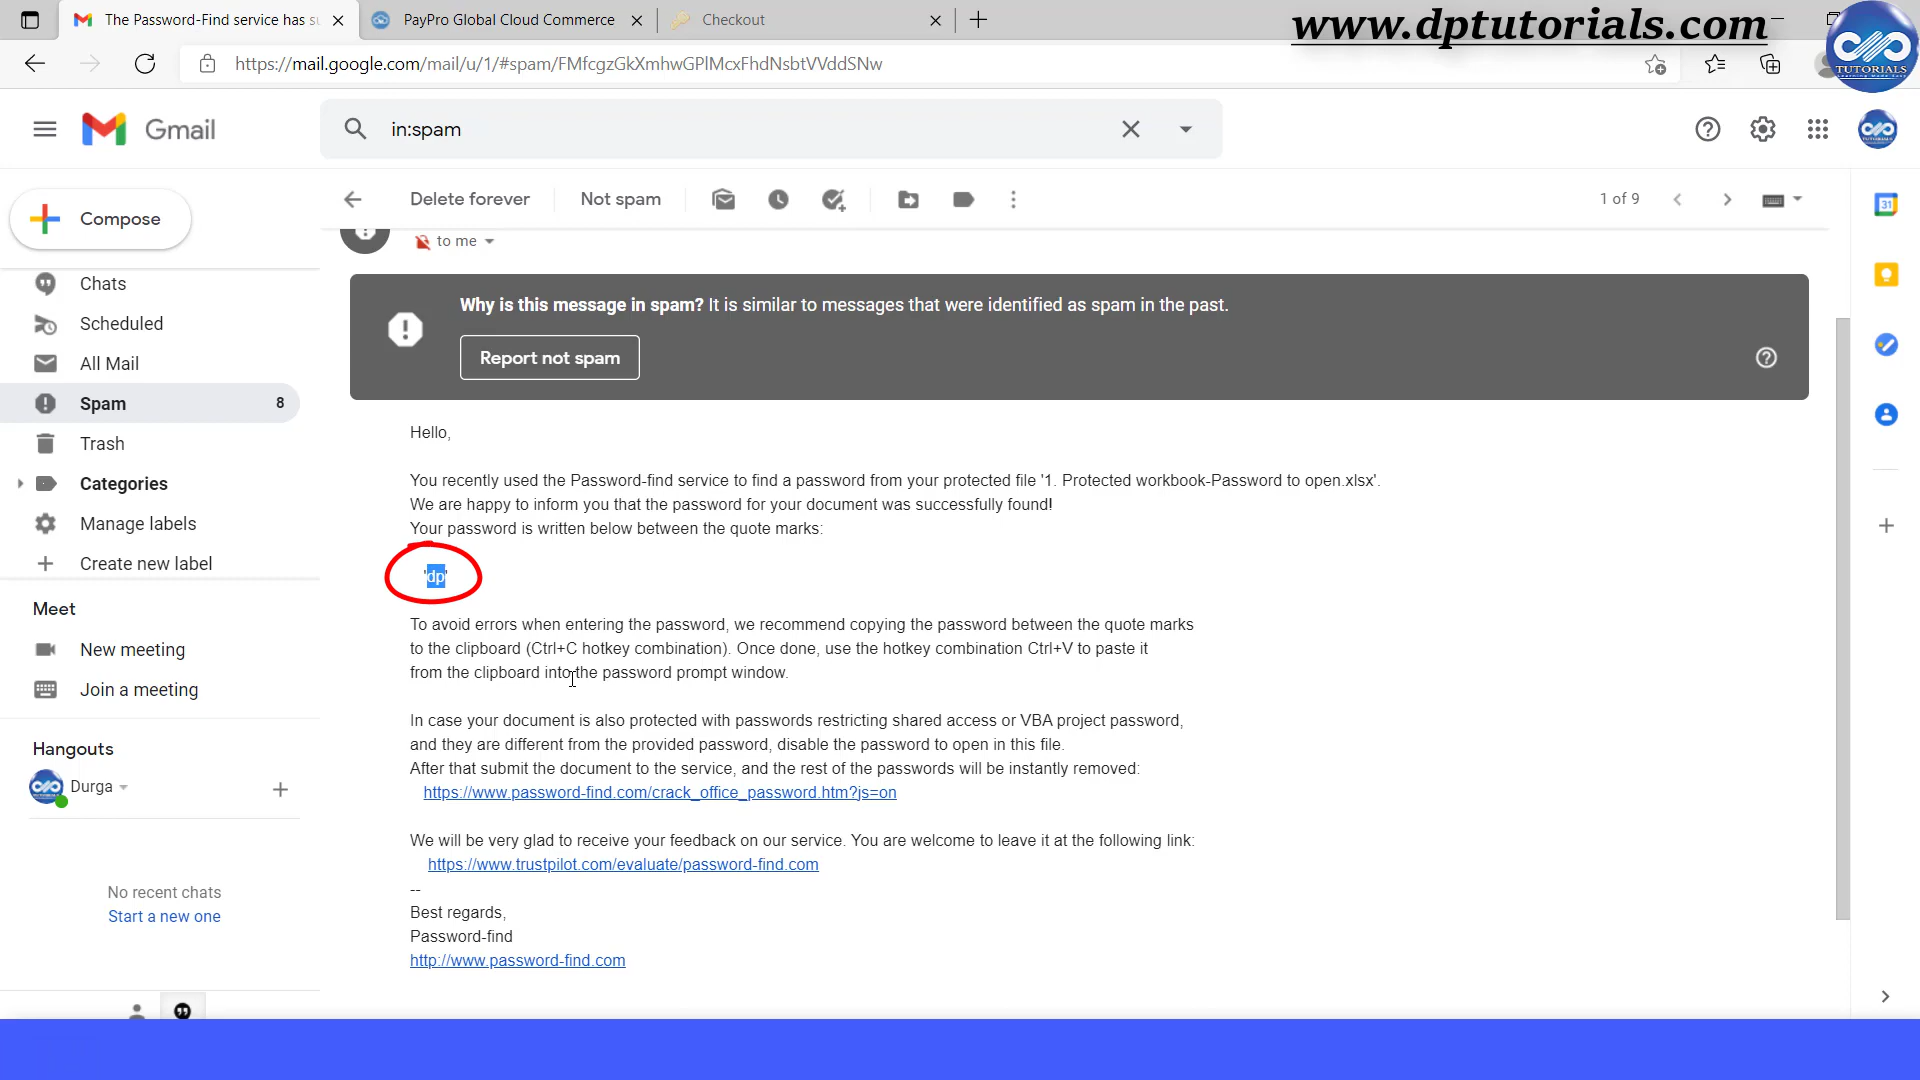 The Password-Find service has su
PayPro Global Cloud Commerce
Checkout
www.dptutorials.com
TUTORIALS
https://mail.google.com/mail/u/1/#spam/FMfcgzGkXmhwGPlMcxFhdNsbtVVddSNw
Gmail
in:spam
Compose
Delete forever
Not spam
1 of 9
to me
Chats
Scheduled
All Mail
Spam
8
Trash
Categories
Manage labels
Create new label
Meet
New meeting
Join a meeting
Hangouts
Durga
No recent chats
Start a new one
Why is this message in spam? It is similar to messages that were identified as spam in the past.
Report not spam
Hello,
You recently used the Password-find service to find a password from your protected file '1. Protected workbook-Password to open.xlsx'.
We are happy to inform you that the password for your document was successfully found!
Your password is written below between the quote marks:
'dp'
To avoid errors when entering the password, we recommend copying the password between the quote marks
to the clipboard (Ctrl+C hotkey combination). Once done, use the hotkey combination Ctrl+V to paste it
from the clipboard into the password prompt window.
In case your document is also protected with passwords restricting shared access or VBA project password,
and they are different from the provided password, disable the password to open in this file.
After that submit the document to the service, and the rest of the passwords will be instantly removed:
https://www.password-find.com/crack_office_password.htm?js=on
We will be very glad to receive your feedback on our service. You are welcome to leave it at the following link:
https://www.trustpilot.com/evaluate/password-find.com
--
Best regards,
Password-find
http://www.password-find.com
31